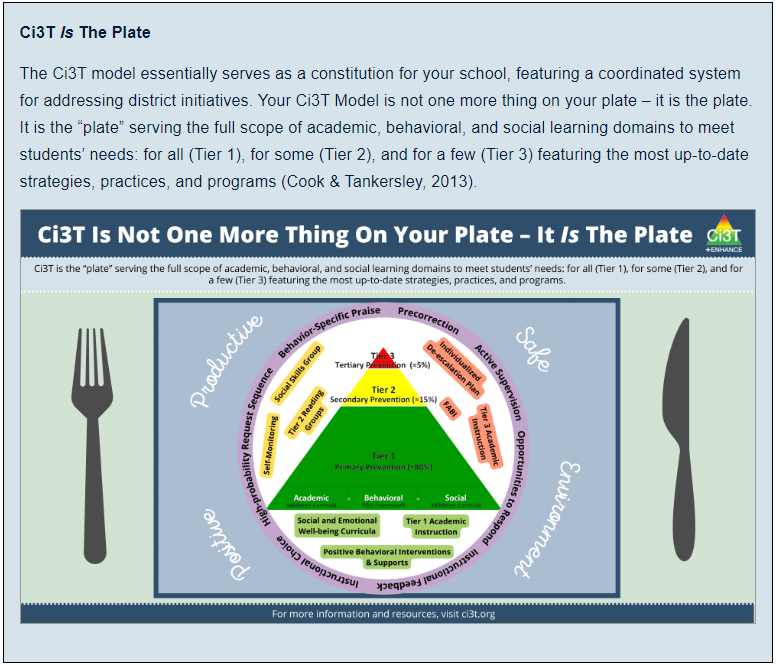 Ci3T Is The Plate
The Ci3T model essentially serves as a constitution for your school, featuring a coordinated system
for addressing district initiatives. Your Ci3T Model is not one more thing on your plate – it is the plate.
It is the “plate” serving the full scope of academic, behavioral, and social learning domains to meet
students’ needs: for all (Tier 1), for some (Tier 2), and for a few (Tier 3) featuring the most up-to-date
strategies, practices, and programs (Cook & Tankersley, 2013).
Ci3T Is Not One More Thing On Your Plate – It Is The Plate
Ci3T
+ENHANCE
Ci3T is the “plate” serving the full scope of academic, behavioral, and social learning domains to meet students’ needs: for all (Tier 1), for some (Tier 2), and for
a few (Tier 3) featuring the most up-to-date strategies, practices, and programs.
Productive
Safe
Positive
Environment
Behavior-Specific Praise
Precorrection
Active Supervision
Opportunities to Respond
Instructional Feedback
Instructional Choice
High-probability Request Sequence
Social Skills Group
Tier 2 Reading
Groups
Self-Monitoring
Individualized
De-escalation Plan
FABI
Tier 3 Academic
Instruction
Tier 3
Tertiary Prevention (≈5%)
Tier 2
Secondary Prevention (≈15%)
Tier 1
Primary Prevention (≈80%)
Academic
Behavioral
Social
Validated Curricula
PBIS Framework
Validated Curricula
Social and Emotional
Well-being Curricula
Tier 1 Academic
Instruction
Positive Behavioral Interventions
& Supports
For more information and resources, visit ci3t.org